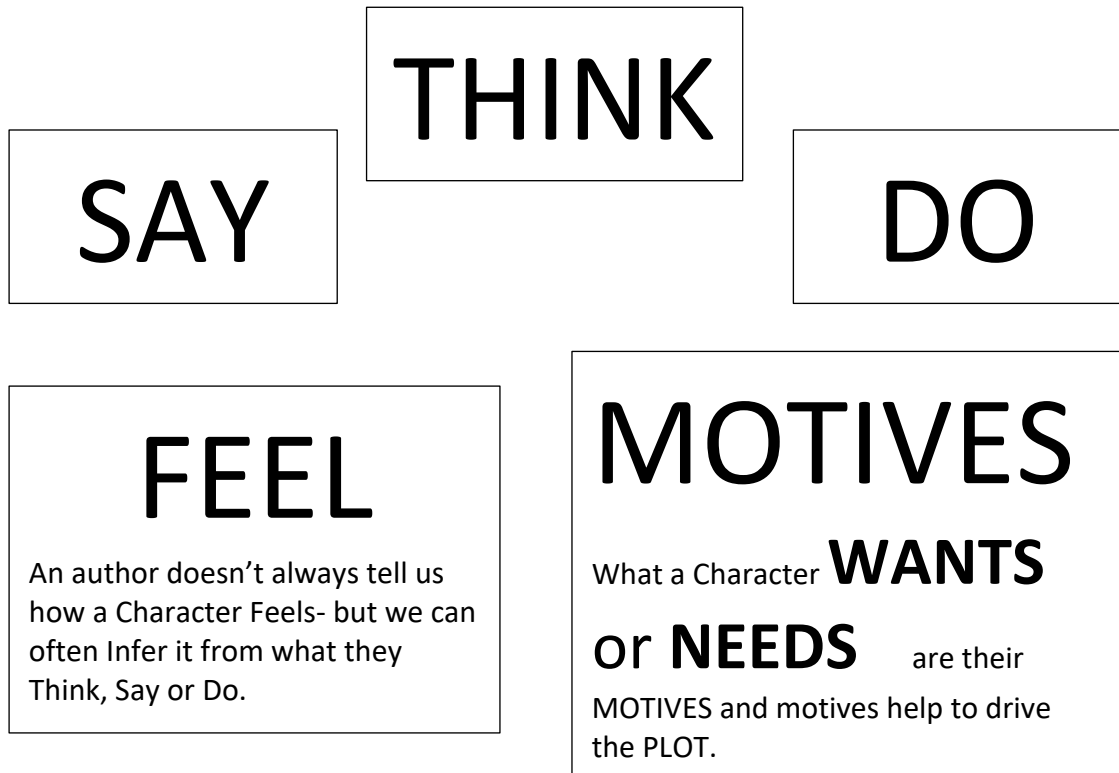 THINK
SAY
DO
FEEL
An author doesn’t always tell us
how a Character Feels- but we can
often Infer it from what they
Think, Say or Do.
MOTIVES
What a Character WANTS
or NEEDS are their
MOTIVES and motives help to drive
the PLOT.